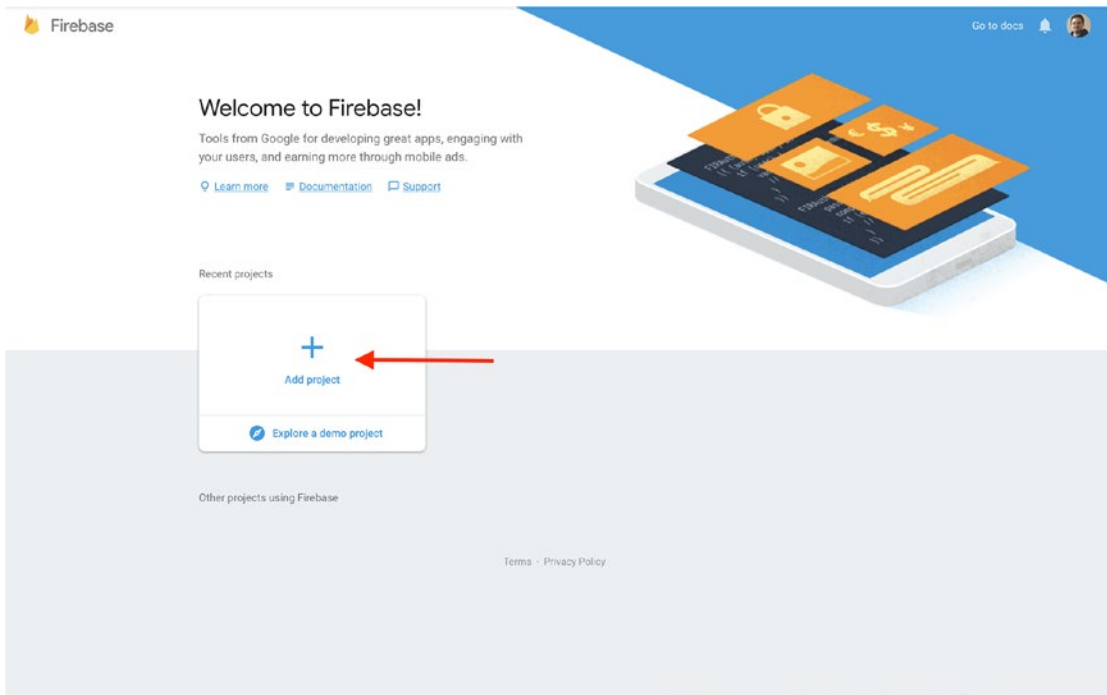 Firebase
Go to docs
Welcome to Firebase!
Tools from Google for developing great apps, engaging with
your users, and earning more through mobile ads.
Learn more Documentation Support
Recent projects
Add project
Explore a demo project
Other projects using Firebase
Terms · Privacy Policy